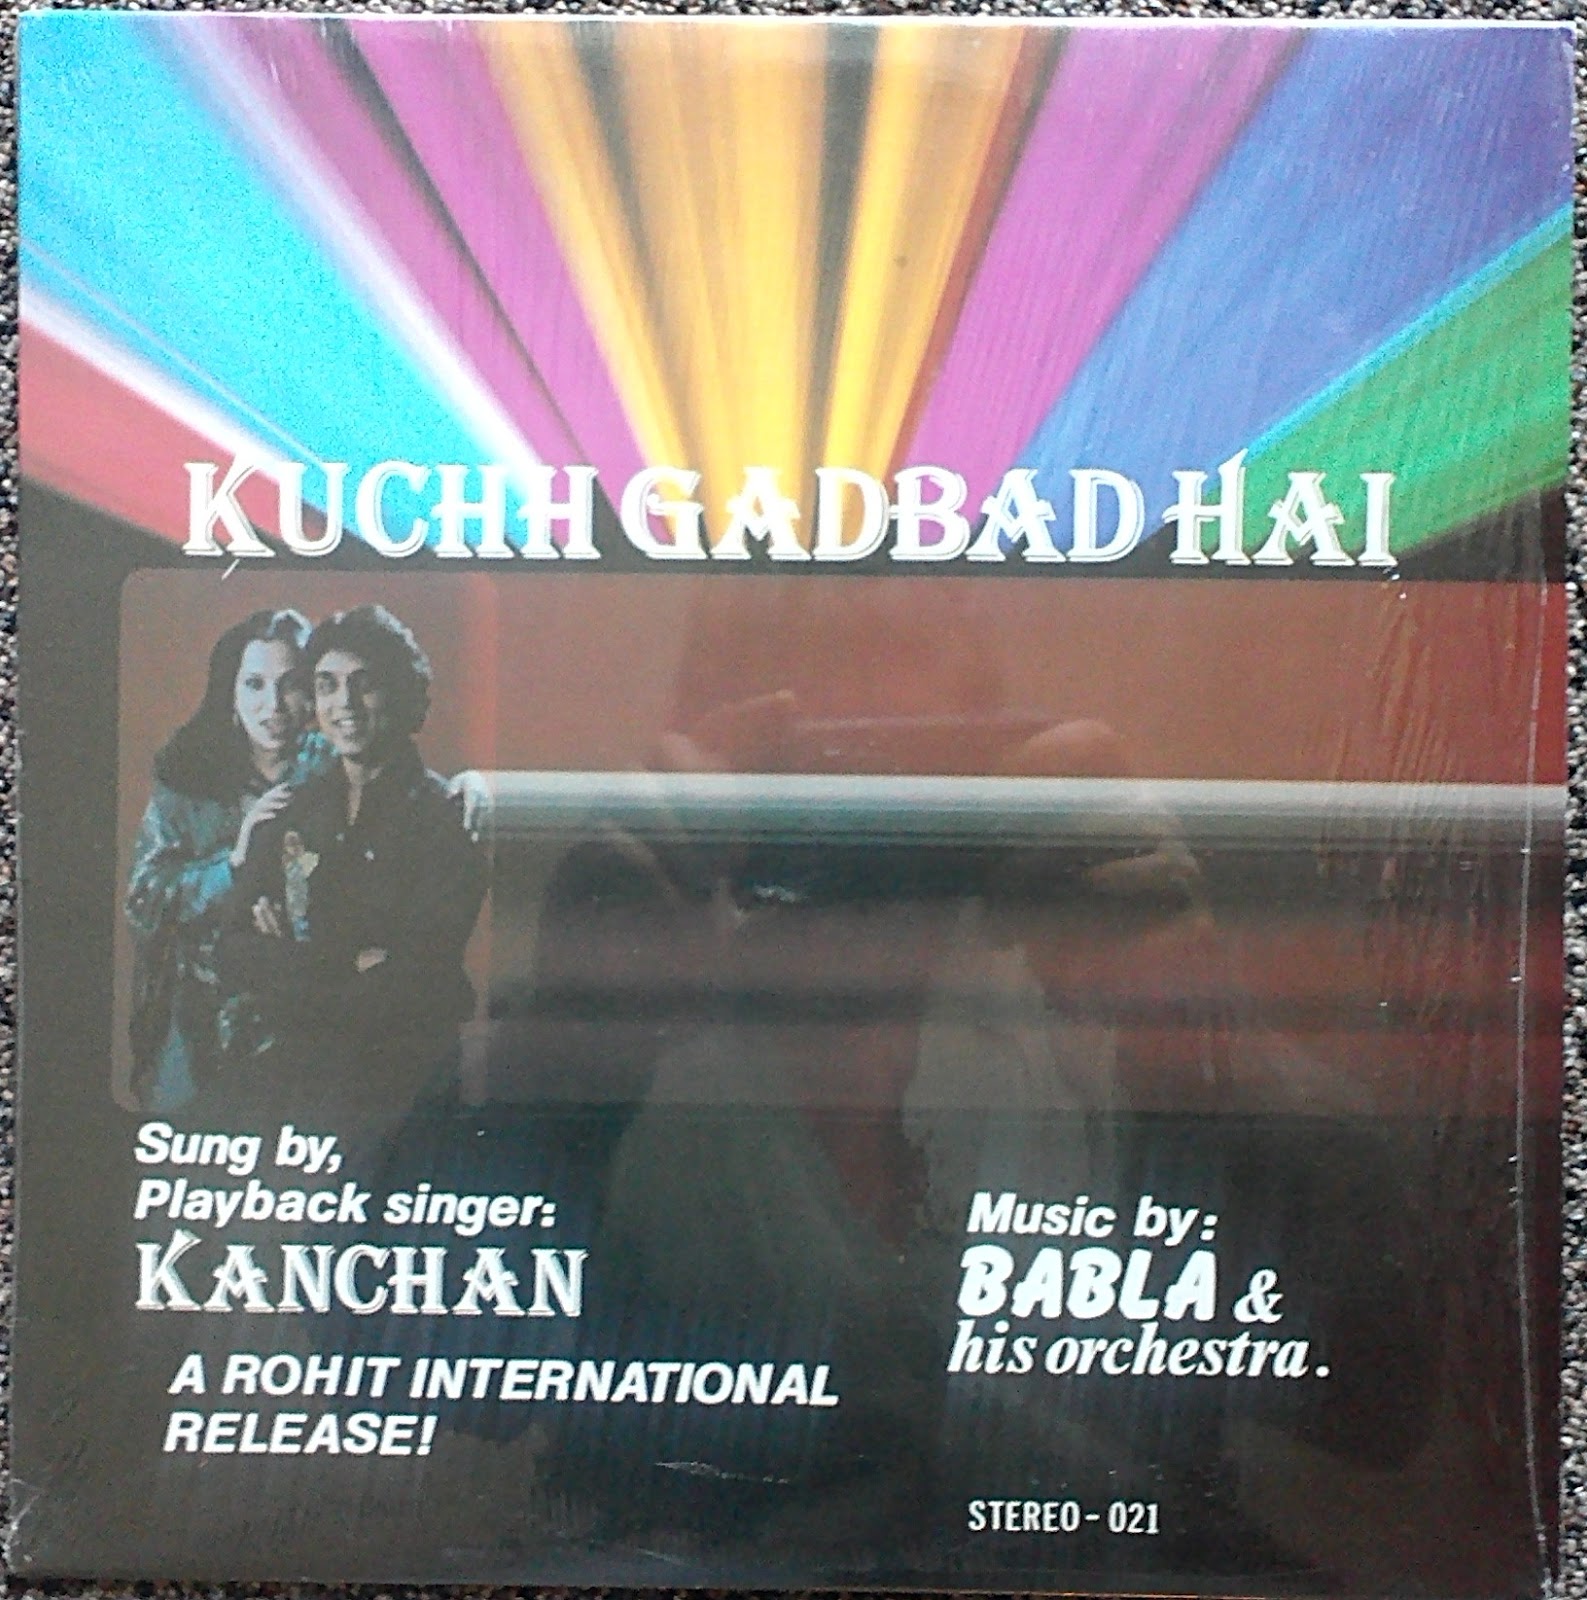 KUCHH GADBAD HAI
Sung by,
Playback singer:
KANCHAN
A ROHIT INTERNATIONAL
RELEASE!
Music by:
BABLA &
his orchestra.
STEREO - 021